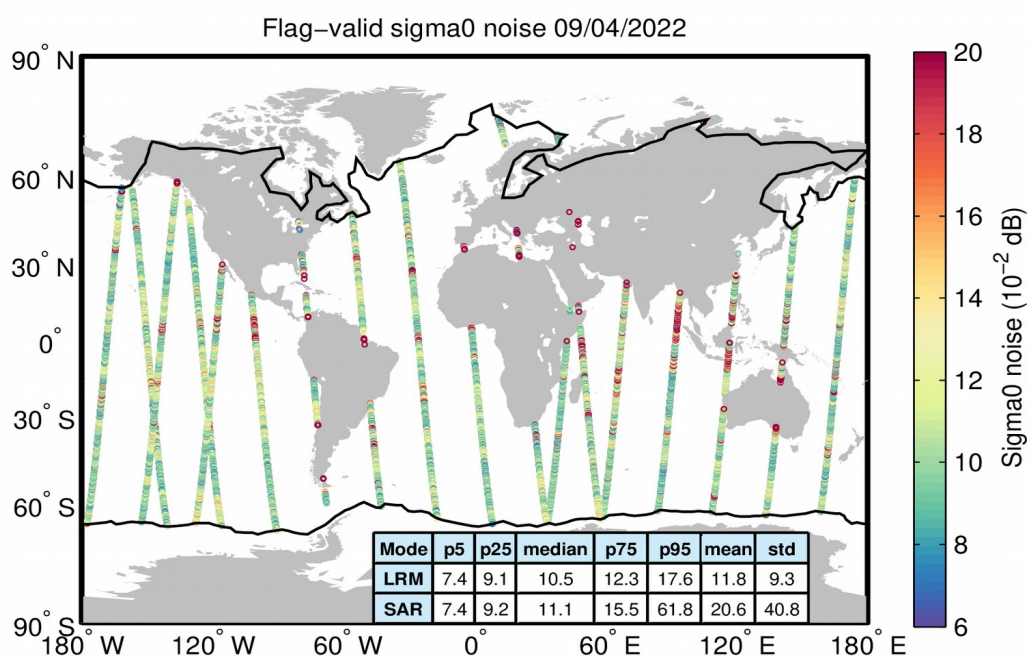 Flag−valid sigma0 noise 09/04/2022
90° N
60° N
30° N
0°
30° S
60° S
90° S
180° W
120° W
60° W
0°
60° E
120° E
180° E
Mode p5 p25 median p75 p95 mean std
LRM 7.4 9.1 10.5 12.3 17.6 11.8 9.3
SAR 7.4 9.2 11.1 15.5 61.8 20.6 40.8
20
18
16
14
12
10
8
6
Sigma0 noise (10⁻² dB)